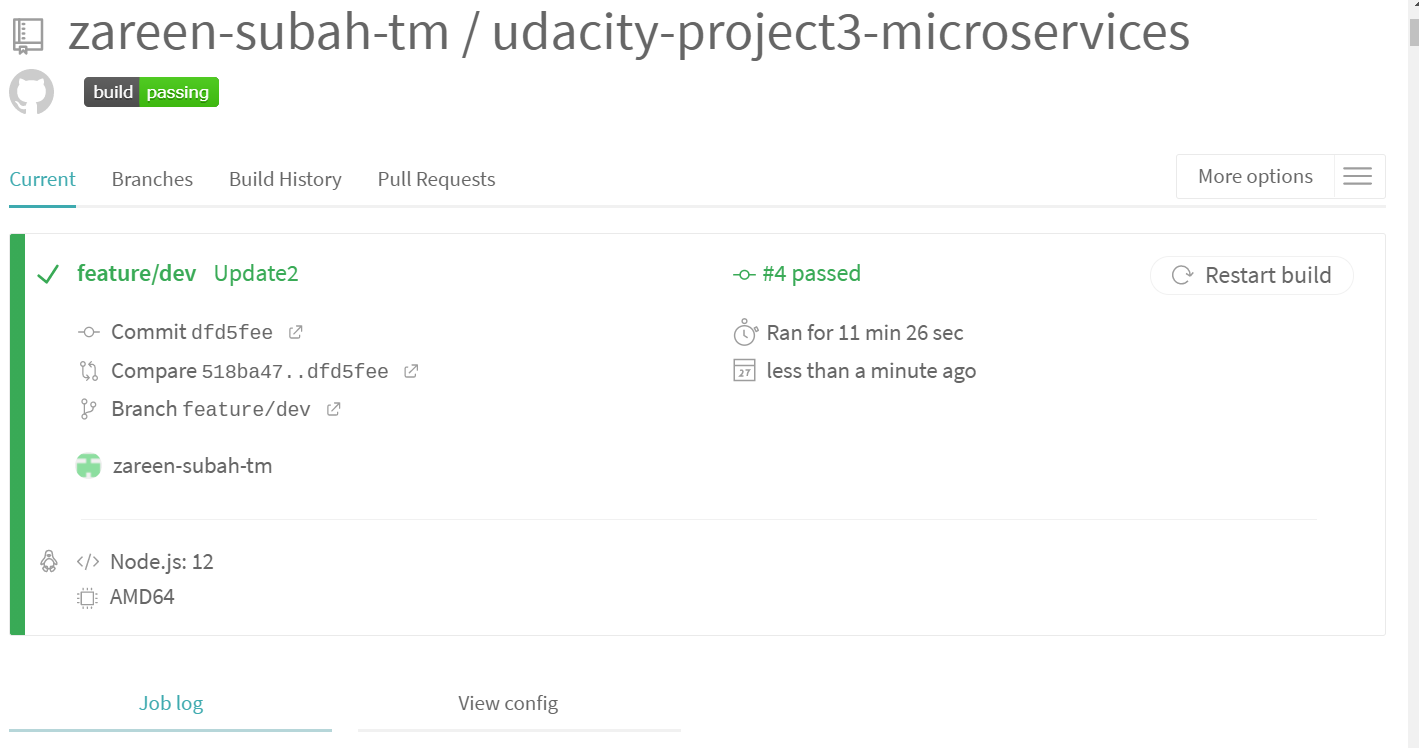 zareen-subah-tm / udacity-project3-microservices
build passing
Current Branches Build History Pull Requests More options
feature/dev Update2 #4 passed Restart build
Commit dfd5fee Ran for 11 min 26 sec
Compare 518ba47..dfd5fee 27 less than a minute ago
Branch feature/dev
zareen-subah-tm
</> Node.js: 12
AMD64
Job log View config